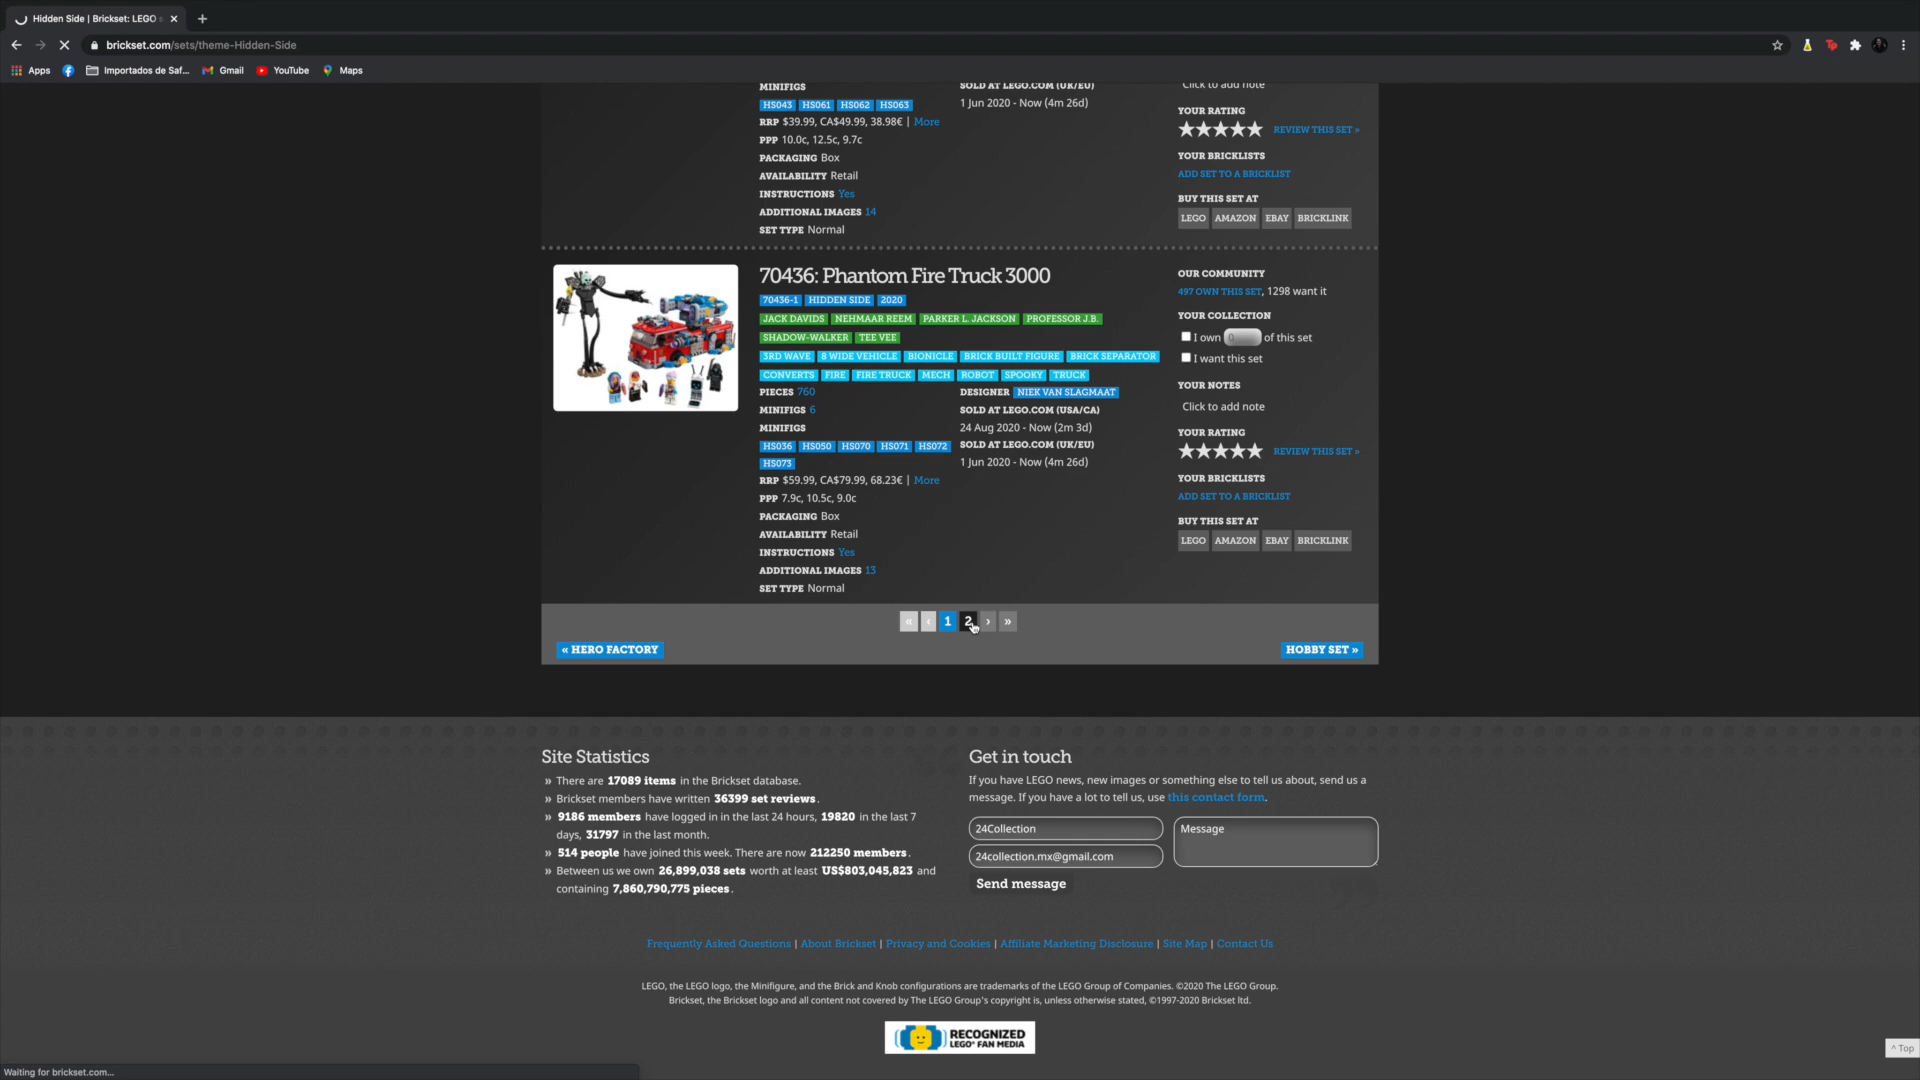 Hidden Side | Brickset: LEGO s
brickset.com/sets/theme-Hidden-Side
Apps
Importados de Saf...
Gmail
YouTube
Maps
MINIFIGS
HS043 HS061 HS062 HS063
RRP $39.99, CA$49.99, 38.98€ | More
PPP 10.0c, 12.5c, 9.7c
PACKAGING Box
AVAILABILITY Retail
INSTRUCTIONS Yes
ADDITIONAL IMAGES 14
SET TYPE Normal
SOLD AT LEGO.COM (UK/EU)
1 Jun 2020 - Now (4m 26d)
Click to add note
YOUR RATING
REVIEW THIS SET »
YOUR BRICKLISTS
ADD SET TO A BRICKLIST
BUY THIS SET AT
LEGO AMAZON EBAY BRICKLINK
70436: Phantom Fire Truck 3000
70436-1 HIDDEN SIDE 2020
JACK DAVIDS NEHMAAR REEM PARKER L. JACKSON PROFESSOR J.B.
SHADOW-WALKER TEE VEE
3RD WAVE 8 WIDE VEHICLE BIONICLE BRICK BUILT FIGURE BRICK SEPARATOR
CONVERTS FIRE FIRE TRUCK MECH ROBOT SPOOKY TRUCK
PIECES 760
MINIFIGS 6
MINIFIGS
HS036 HS050 HS070 HS071 HS072
HS073
RRP $59.99, CA$79.99, 68.23€ | More
PPP 7.9c, 10.5c, 9.0c
PACKAGING Box
AVAILABILITY Retail
INSTRUCTIONS Yes
ADDITIONAL IMAGES 13
SET TYPE Normal
DESIGNER NIEK VAN SLAGMAAT
SOLD AT LEGO.COM (USA/CA)
24 Aug 2020 - Now (2m 3d)
SOLD AT LEGO.COM (UK/EU)
1 Jun 2020 - Now (4m 26d)
OUR COMMUNITY
497 OWN THIS SET, 1298 want it
YOUR COLLECTION
I own 0 of this set
I want this set
YOUR NOTES
Click to add note
YOUR RATING
REVIEW THIS SET »
YOUR BRICKLISTS
ADD SET TO A BRICKLIST
BUY THIS SET AT
LEGO AMAZON EBAY BRICKLINK
« ‹ 1 2 › »
« HERO FACTORY
HOBBY SET »
Site Statistics
» There are 17089 items in the Brickset database.
» Brickset members have written 36399 set reviews.
» 9186 members have logged in in the last 24 hours, 19820 in the last 7
days, 31797 in the last month.
» 514 people have joined this week. There are now 212250 members.
» Between us we own 26,899,038 sets worth at least US$803,045,823 and
containing 7,860,790,775 pieces.
Get in touch
If you have LEGO news, new images or something else to tell us about, send us a
message. If you have a lot to tell us, use this contact form.
24Collection
24collection.mx@gmail.com
Message
Send message
Frequently Asked Questions | About Brickset | Privacy and Cookies | Affiliate Marketing Disclosure | Site Map | Contact Us
LEGO, the LEGO logo, the Minifigure, and the Brick and Knob configurations are trademarks of the LEGO Group of Companies. ©2020 The LEGO Group.
Brickset, the Brickset logo and all content not covered by The LEGO Group's copyright is, unless otherwise stated, ©1997-2020 Brickset ltd.
RECOGNIZED
LEGO® FAN MEDIA
^ Top
Waiting for brickset.com...